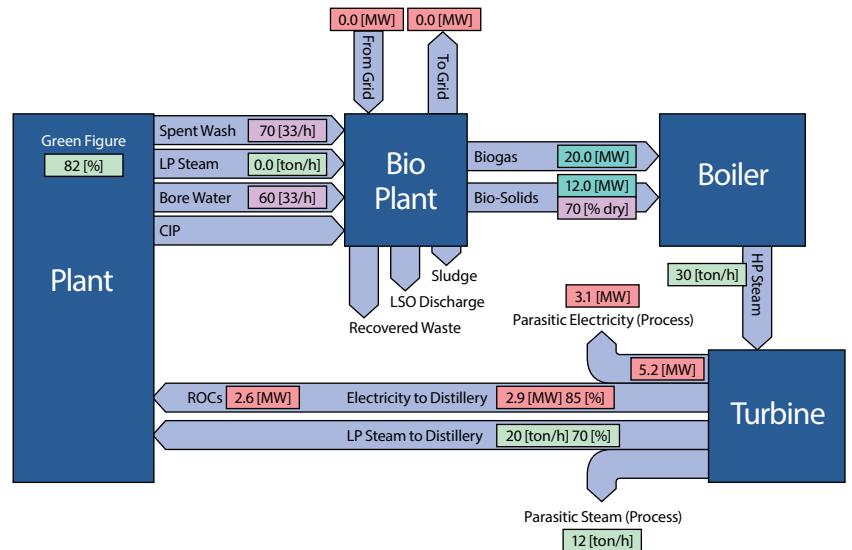 0.0 [MW]
0.0 [MW]
From Grid
To Grid
Green Figure
82 [%]
Plant
Spent Wash
70 [33/h]
LP Steam
0.0 [ton/h]
Bore Water
60 [33/h]
CIP
Bio
Plant
Biogas
20.0 [MW]
Bio-Solids
12.0 [MW]
70 [% dry]
Boiler
Sludge
LSO Discharge
Recovered Waste
30 [ton/h]
HP Steam
3.1 [MW]
Parasitic Electricity (Process)
5.2 [MW]
ROCs
2.6 [MW]
Electricity to Distillery
2.9 [MW] 85 [%]
Turbine
LP Steam to Distillery
20 [ton/h] 70 [%]
Parasitic Steam (Process)
12 [ton/h]